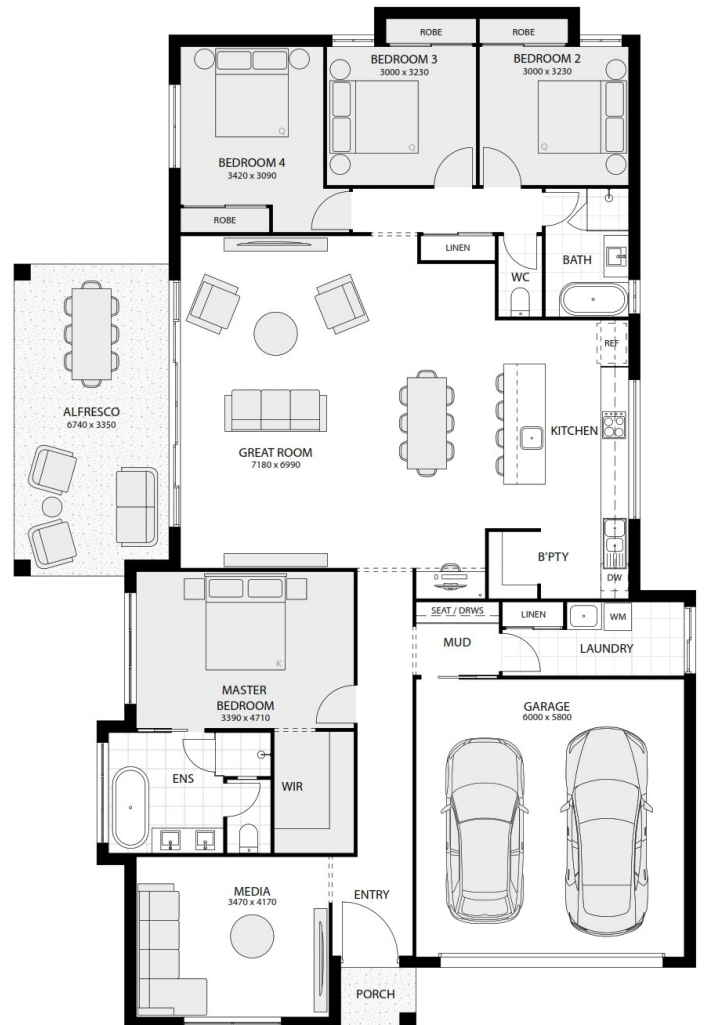 ROBE
ROBE
BEDROOM 3
3000 x 3230
BEDROOM 2
3000 x 3230
Q
Q
Q
BEDROOM 4
3420 x 3090
ROBE
LINEN
WC
BATH
REF
ALFRESCO
6740 x 3350
GREAT ROOM
7180 x 6990
KITCHEN
B'PTY
DW
SEAT / DRWS
LINEN
WM
MUD
LAUNDRY
K
MASTER
BEDROOM
3390 x 4710
GARAGE
6000 x 5800
ENS
WIR
MEDIA
3470 x 4170
ENTRY
PORCH